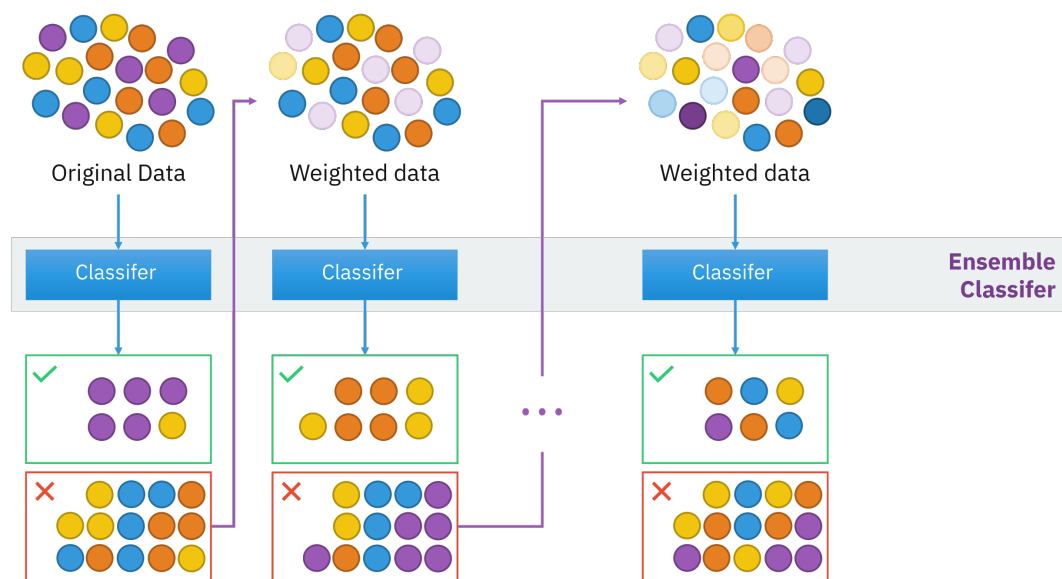 Original Data
Weighted data
Weighted data
Classifer
Classifer
Classifer
Ensemble
Classifer
...